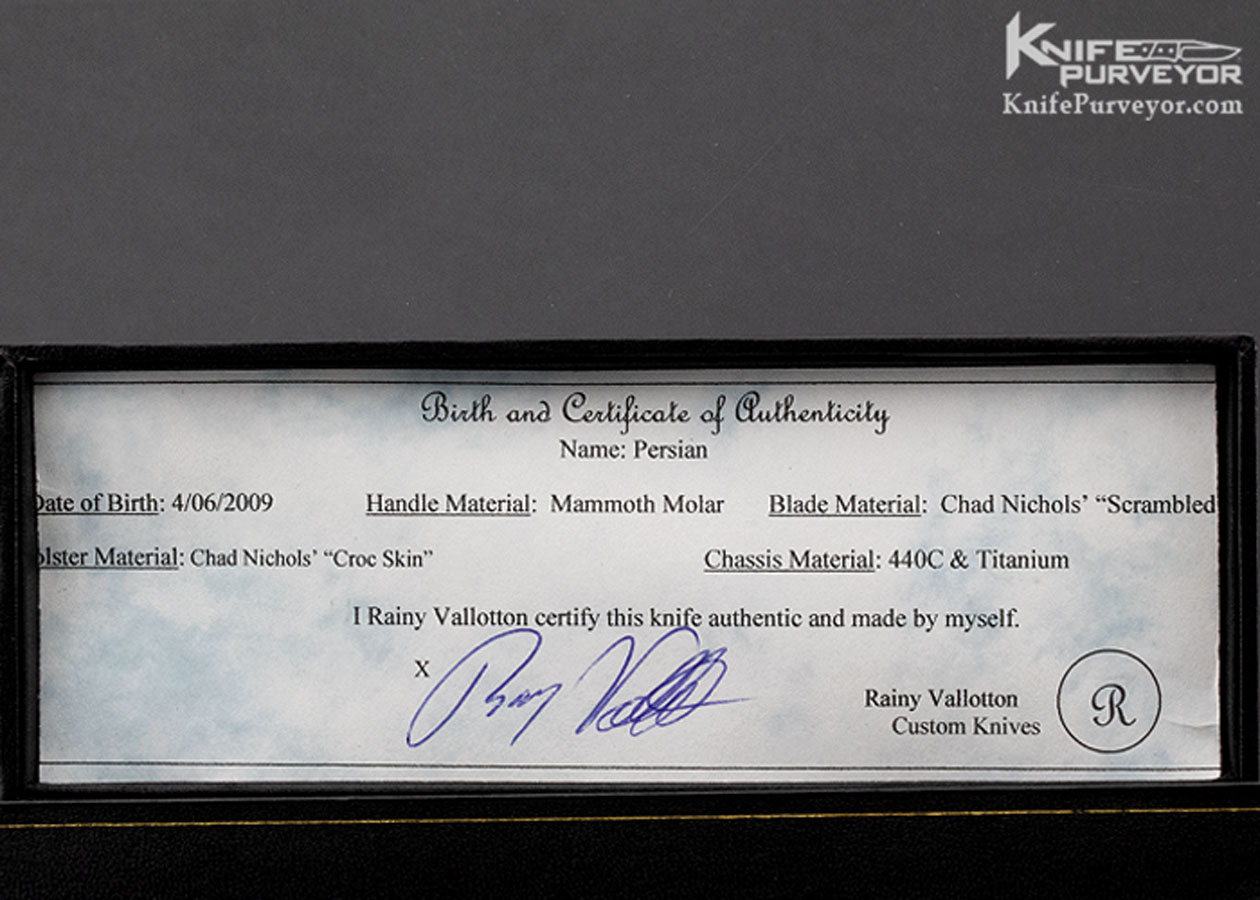 KNIFE
PURVEYOR
KnifePurveyor.com
Birth and Certificate of Authenticity
Name: Persian
Date of Birth: 4/06/2009 Handle Material: Mammoth Molar Blade Material: Chad Nichols’ “Scrambled
olster Material: Chad Nichols’ “Croc Skin” Chassis Material: 440C & Titanium
I Rainy Vallotton certify this knife authentic and made by myself.
X Rainy Vallotton
Rainy Vallotton
Custom Knives
R